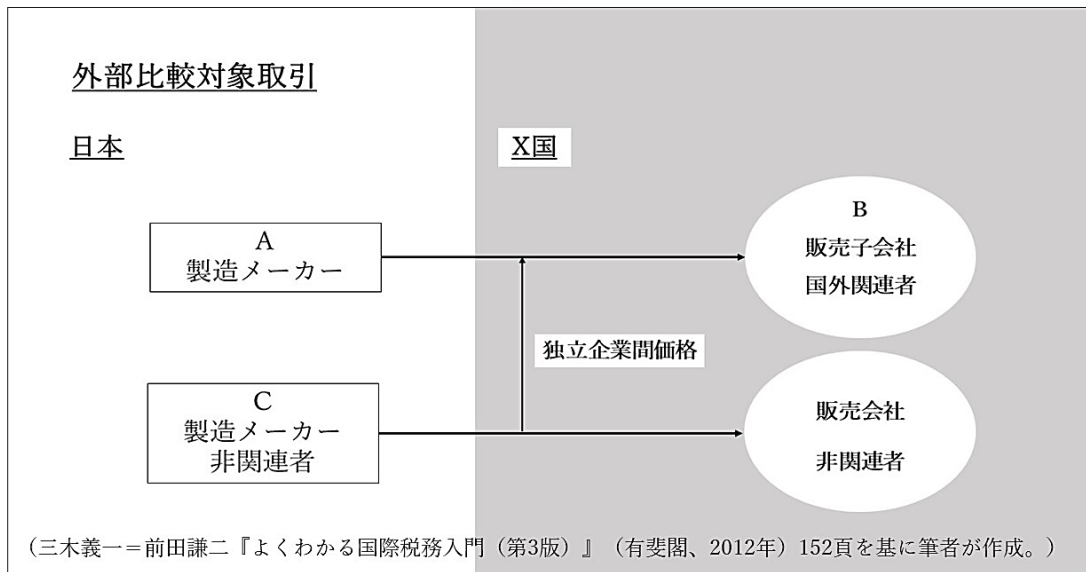 外部比較対象取引
日本
X国
A
製造メーカー
B
販売子会社
国外関連者
独立企業間価格
C
製造メーカー
非関連者
販売会社
非関連者
(三木義一=前田謙二『よくわかる国際税務入門（第3版）』（有斐閣、2012年）152頁を基に筆者が作成。)